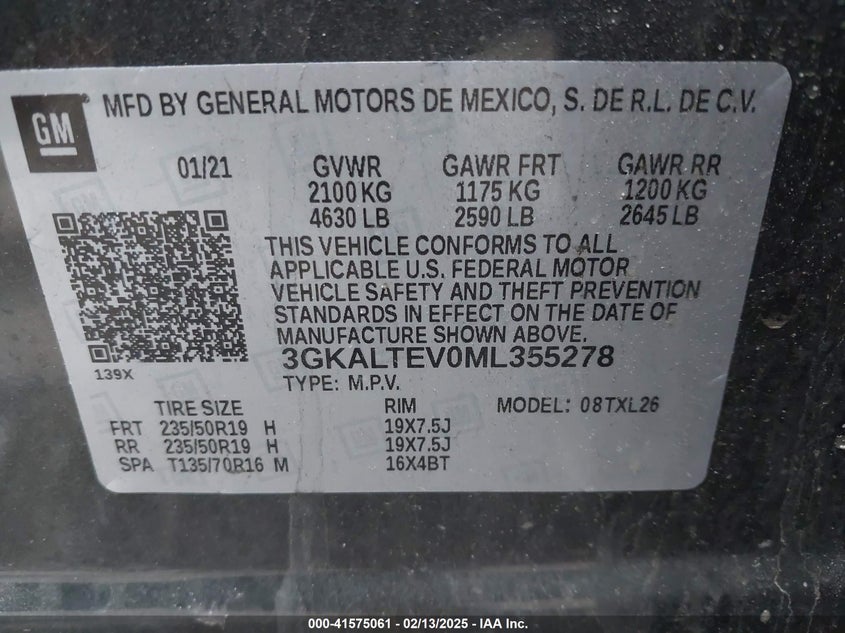 GM
MFD BY GENERAL MOTORS DE MEXICO, S. DE R.L. DE C.V.
01/21 GVWR GAWR FRT GAWR RR
2100 KG 1175 KG 1200 KG
4630 LB 2590 LB 2645 LB
THIS VEHICLE CONFORMS TO ALL
APPLICABLE U.S. FEDERAL MOTOR
VEHICLE SAFETY AND THEFT PREVENTION
STANDARDS IN EFFECT ON THE DATE OF
MANUFACTURE SHOWN ABOVE.
3GKALTEV0ML355278
139X
TYPE: M.P.V.
TIRE SIZE RIM MODEL: 08TXL26
FRT 235/50R19 H 19X7.5J
RR 235/50R19 H 19X7.5J
SPA T135/70R16 M 16X4BT
000-41575061 - 02/13/2025 - IAA Inc.